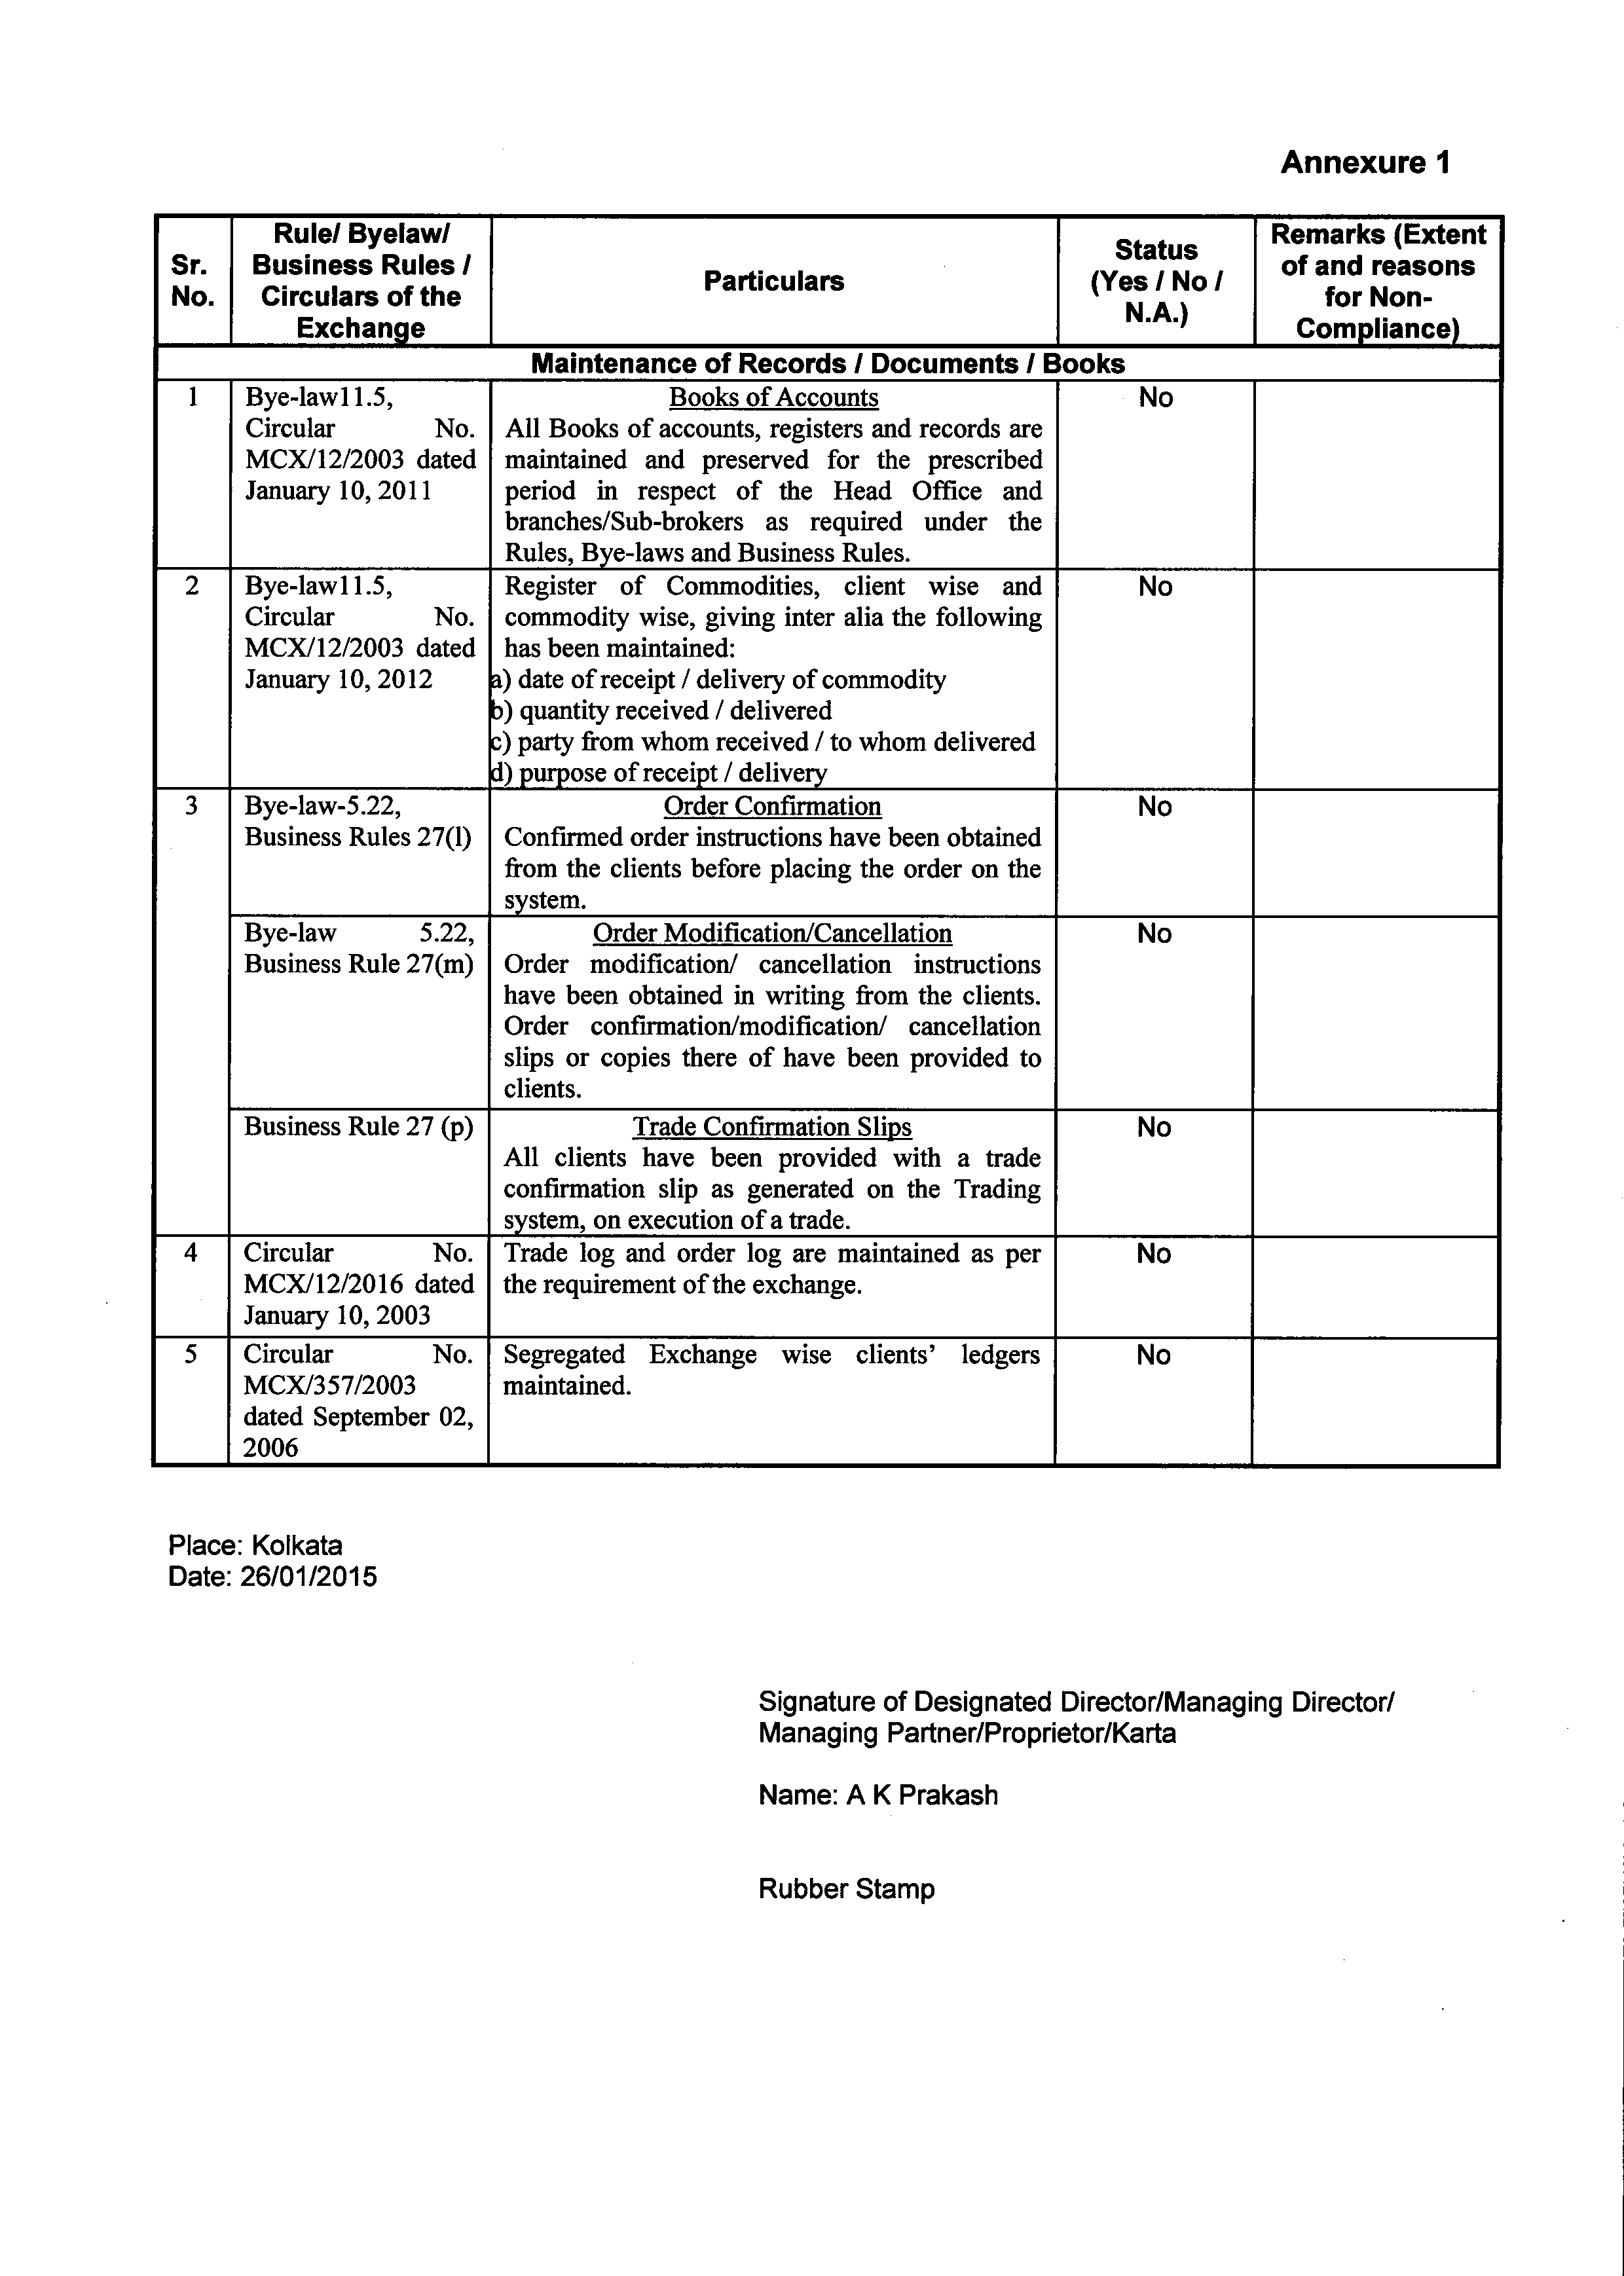 Annexure 1
Sr. No.
Rule/ Byelaw/
Business Rules /
Circulars of the
Exchange
Particulars
Status
(Yes / No /
N.A.)
Remarks (Extent
of and reasons
for Non-
Compliance)
Maintenance of Records / Documents / Books
1
Bye-law11.5,
Circular No.
MCX/12/2003 dated
January 10, 2011
Books of Accounts
All Books of accounts, registers and records are
maintained and preserved for the prescribed
period in respect of the Head Office and
branches/Sub-brokers as required under the
Rules, Bye-laws and Business Rules.
No
2
Bye-law11.5,
Circular No.
MCX/12/2003 dated
January 10, 2012
Register of Commodities, client wise and
commodity wise, giving inter alia the following
has been maintained:
a) date of receipt / delivery of commodity
b) quantity received / delivered
c) party from whom received / to whom delivered
d) purpose of receipt / delivery
No
3
Bye-law-5.22,
Business Rules 27(l)
Order Confirmation
Confirmed order instructions have been obtained
from the clients before placing the order on the
system.
No
Bye-law 5.22,
Business Rule 27(m)
Order Modification/Cancellation
Order modification/ cancellation instructions
have been obtained in writing from the clients.
Order confirmation/modification/ cancellation
slips or copies there of have been provided to
clients.
No
Business Rule 27 (p)
Trade Confirmation Slips
All clients have been provided with a trade
confirmation slip as generated on the Trading
system, on execution of a trade.
No
4
Circular No.
MCX/12/2016 dated
January 10, 2003
Trade log and order log are maintained as per
the requirement of the exchange.
No
5
Circular No.
MCX/357/2003
dated September 02,
2006
Segregated Exchange wise clients' ledgers
maintained.
No
Place: Kolkata
Date: 26/01/2015
Signature of Designated Director/Managing Director/
Managing Partner/Proprietor/Karta
Name: A K Prakash
Rubber Stamp